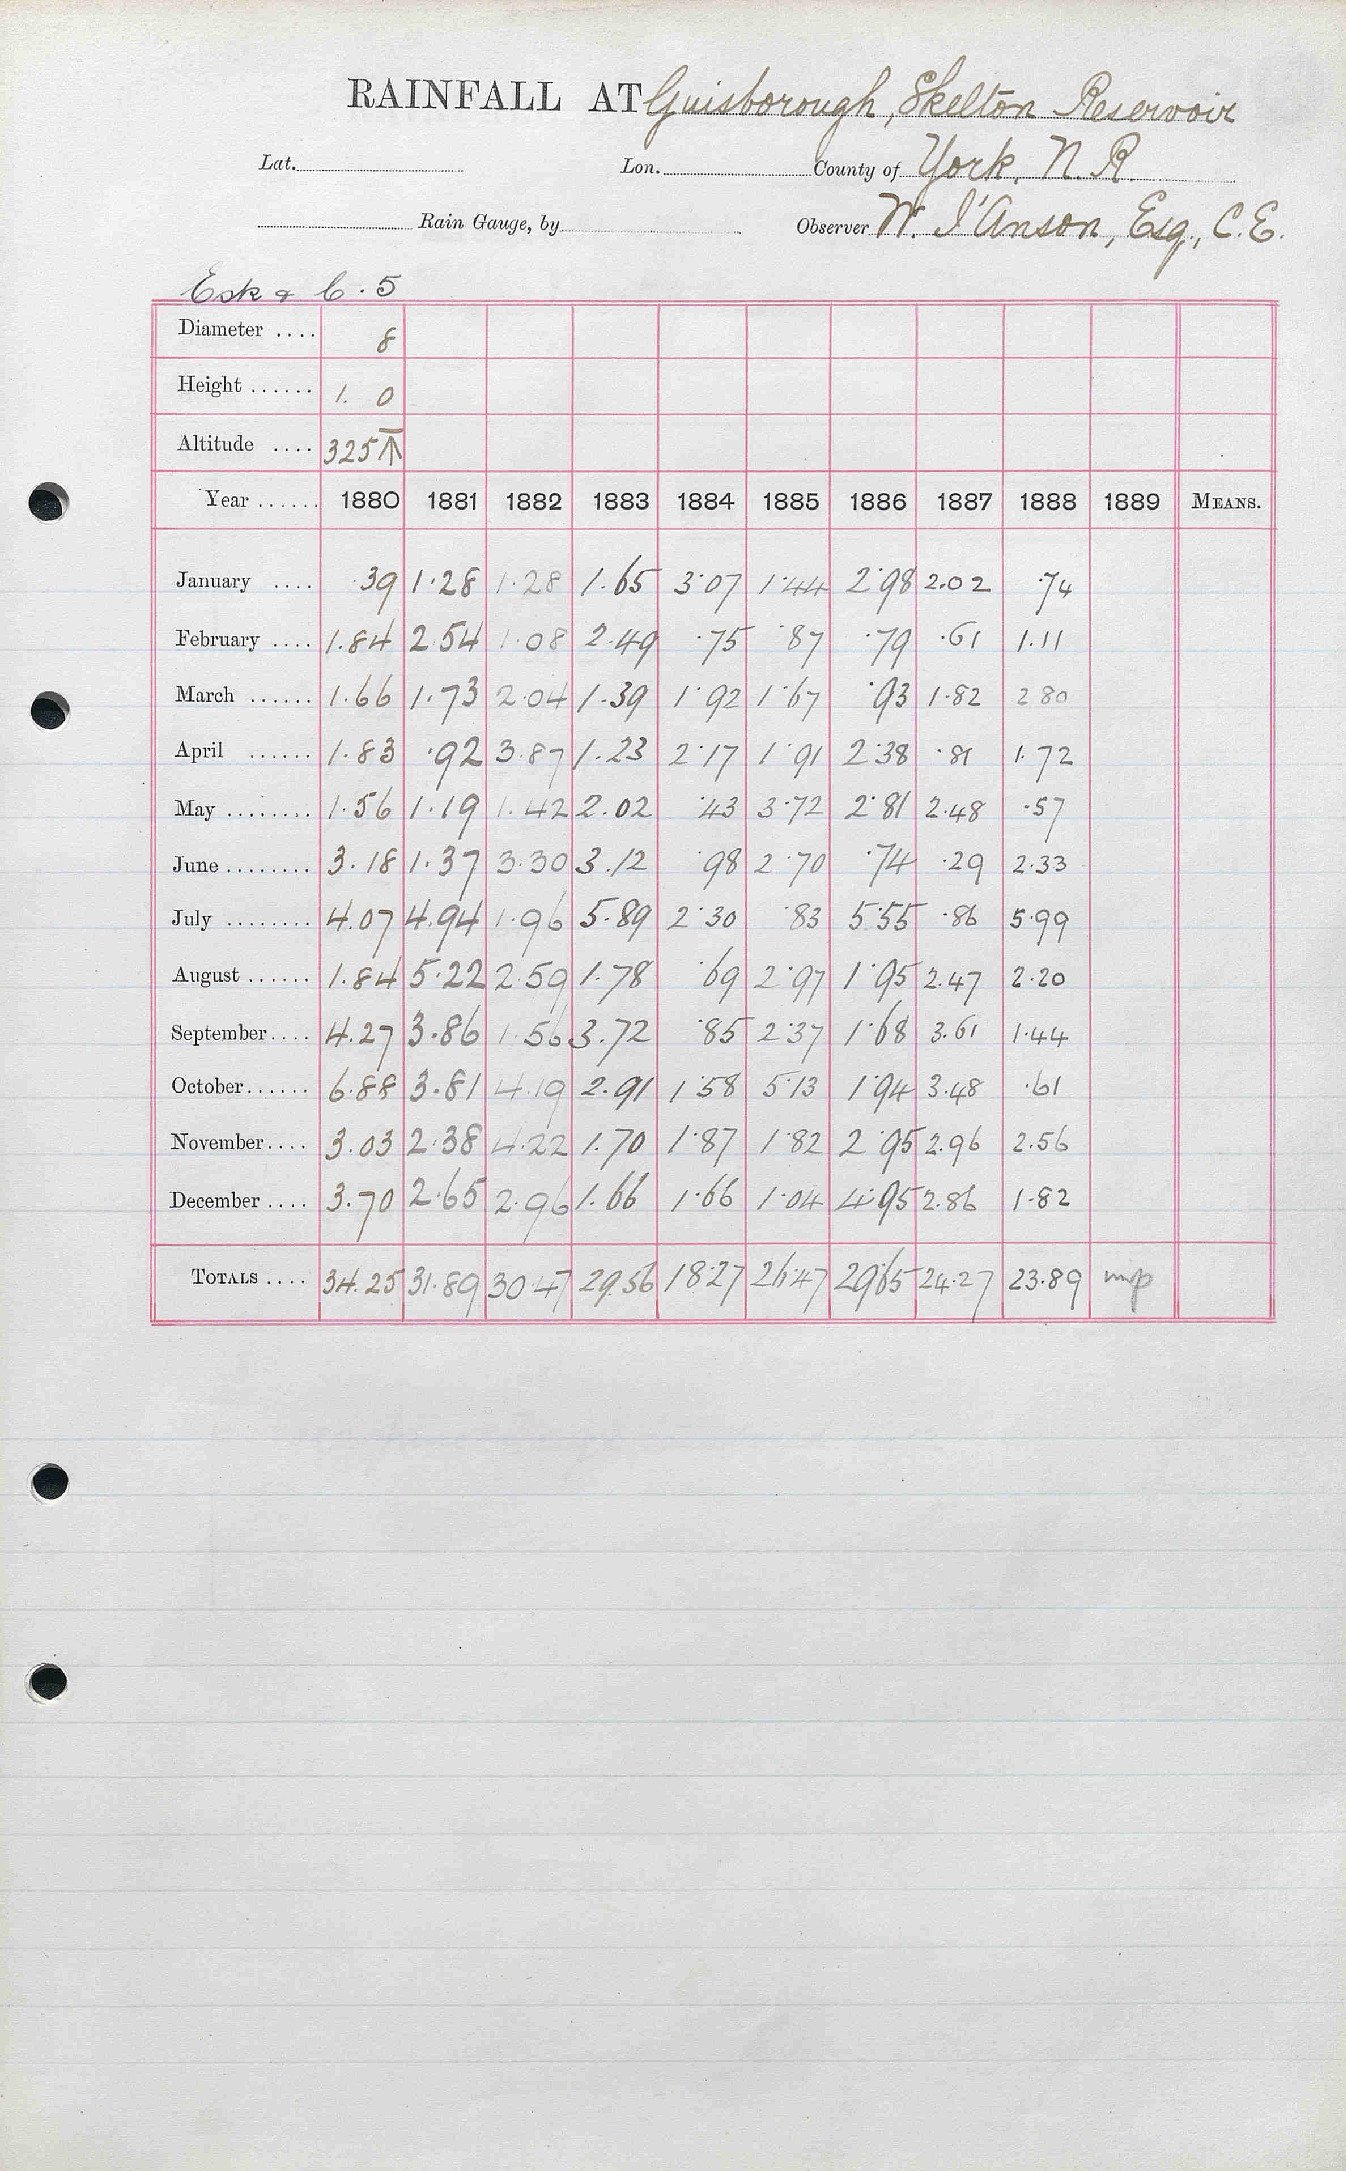 RAINFALL AT Guisborough, Skelton Reservoir
Lat. Lon. County of York. N. R.
Rain Gauge, by Observer W. I'Anson, Esq., C.E.
Esk & C. 5
Diameter .... 8
Height ...... 1. 0
Altitude .... 325 T
Year ...... 1880 1881 1882 1883 1884 1885 1886 1887 1888 1889 MEANS.
January .... .39 1.28 1.28 1.65 3.07 1.44 2.98 2.02 .74
February .... 1.84 2.54 1.08 2.49 .75 .87 .79 .61 1.11
March ...... 1.66 1.73 2.04 1.39 1.92 1.67 .93 1.82 2.80
April ...... 1.83 .92 3.87 1.23 2.17 1.91 2.38 .81 1.72
May ........ 1.56 1.19 1.42 2.02 .43 3.72 2.81 2.48 .57
June ........ 3.18 1.37 3.30 3.12 .98 2.70 .74 .29 2.33
July ........ 4.07 4.94 1.96 5.89 2.30 .83 5.55 .86 5.99
August ...... 1.84 5.22 2.59 1.78 .69 2.97 1.95 2.47 2.20
September .... 4.27 3.86 1.56 3.72 .85 2.37 1.68 3.61 1.44
October ...... 6.88 3.81 4.19 2.91 1.58 5.13 1.94 3.48 .61
November .... 3.03 2.38 4.22 1.70 1.87 1.82 2.95 2.96 2.56
December .... 3.70 2.65 2.96 1.66 1.66 1.04 4.95 2.86 1.82
TOTALS .... 34.25 31.89 30.47 29.56 18.27 26.47 29.65 24.27 23.89